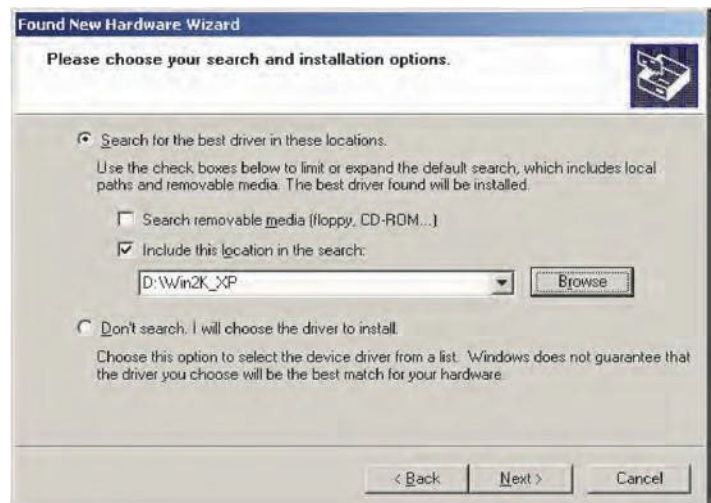 Found New Hardware Wizard
Please choose your search and installation options.
Search for the best driver in these locations.
Use the check boxes below to limit or expand the default search, which includes local
paths and removable media. The best driver found will be installed.
Search removable media (floppy, CD-ROM...)
Include this location in the search:
D:\Win2K_XP
Browse
Don't search. I will choose the driver to install.
Choose this option to select the device driver from a list. Windows does not guarantee that
the driver you choose will be the best match for your hardware.
< Back
Next >
Cancel